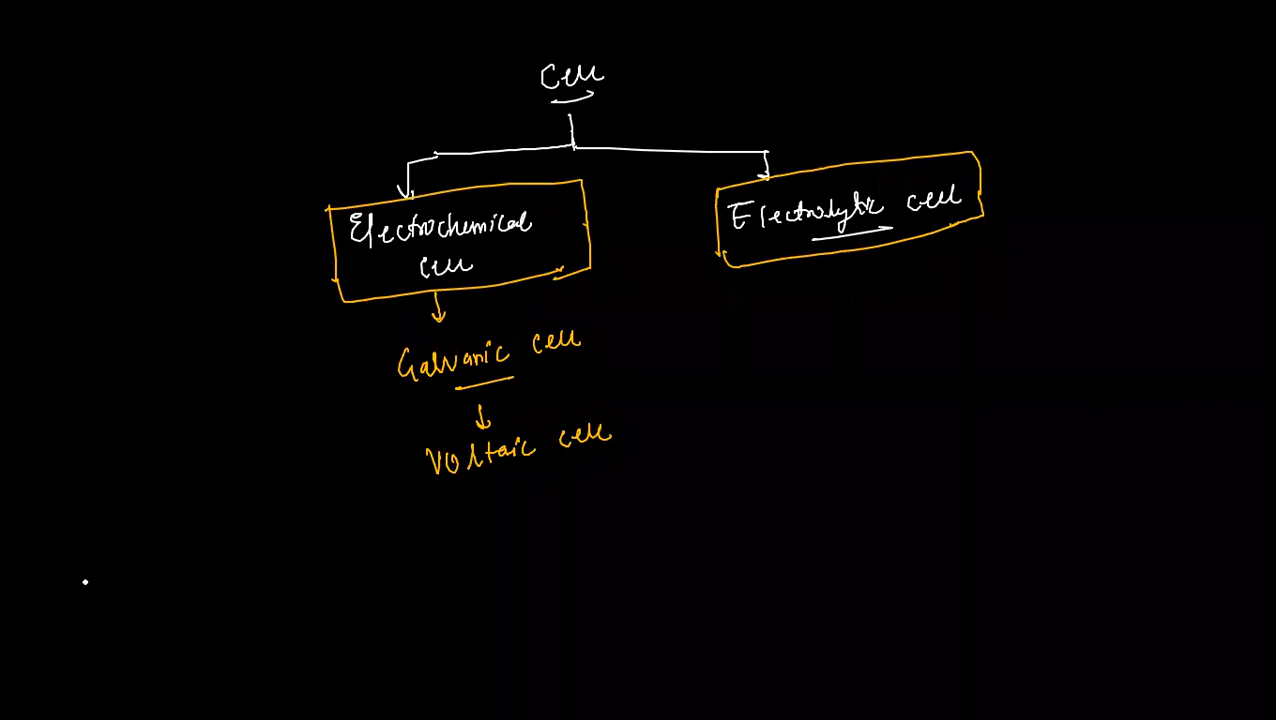 Cell
Electrochemical
cell
Electrolytic cell
Galvanic cell
Voltaic cell